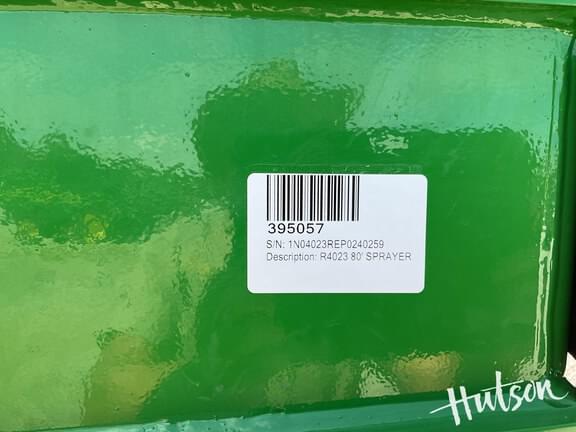 395057
S/N: 1N04023REP0240259
Description: R4023 80' SPRAYER
Hutson